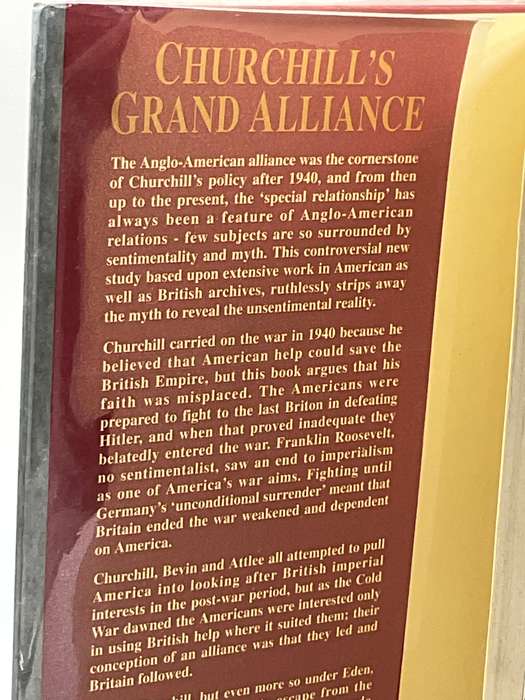 CHURCHILL'S
GRAND ALLIANCE
The Anglo-American alliance was the cornerstone
of Churchill's policy after 1940, and from then
up to the present, the 'special relationship' has
always been a feature of Anglo-American
relations - few subjects are so surrounded by
sentimentality and myth. This controversial new
study based upon extensive work in American as
well as British archives, ruthlessly strips away
the myth to reveal the unsentimental reality.
Churchill carried on the war in 1940 because he
believed that American help could save the
British Empire, but this book argues that his
faith was misplaced. The Americans were
prepared to fight to the last Briton in defeating
Hitler, and when that proved inadequate they
belatedly entered the war. Franklin Roosevelt,
no sentimentalist, saw an end to imperialism
as one of America's war aims. Fighting until
Germany's 'unconditional surrender' meant that
Britain ended the war weakened and dependent
on America.
Churchill, Bevin and Attlee all attempted to pull
America into looking after British imperial
interests in the post-war period, but as the Cold
War dawned the Americans were interested only
in using British help where it suited them; their
conception of an alliance was that they led and
Britain followed.
but even more so under Eden,
escape from the